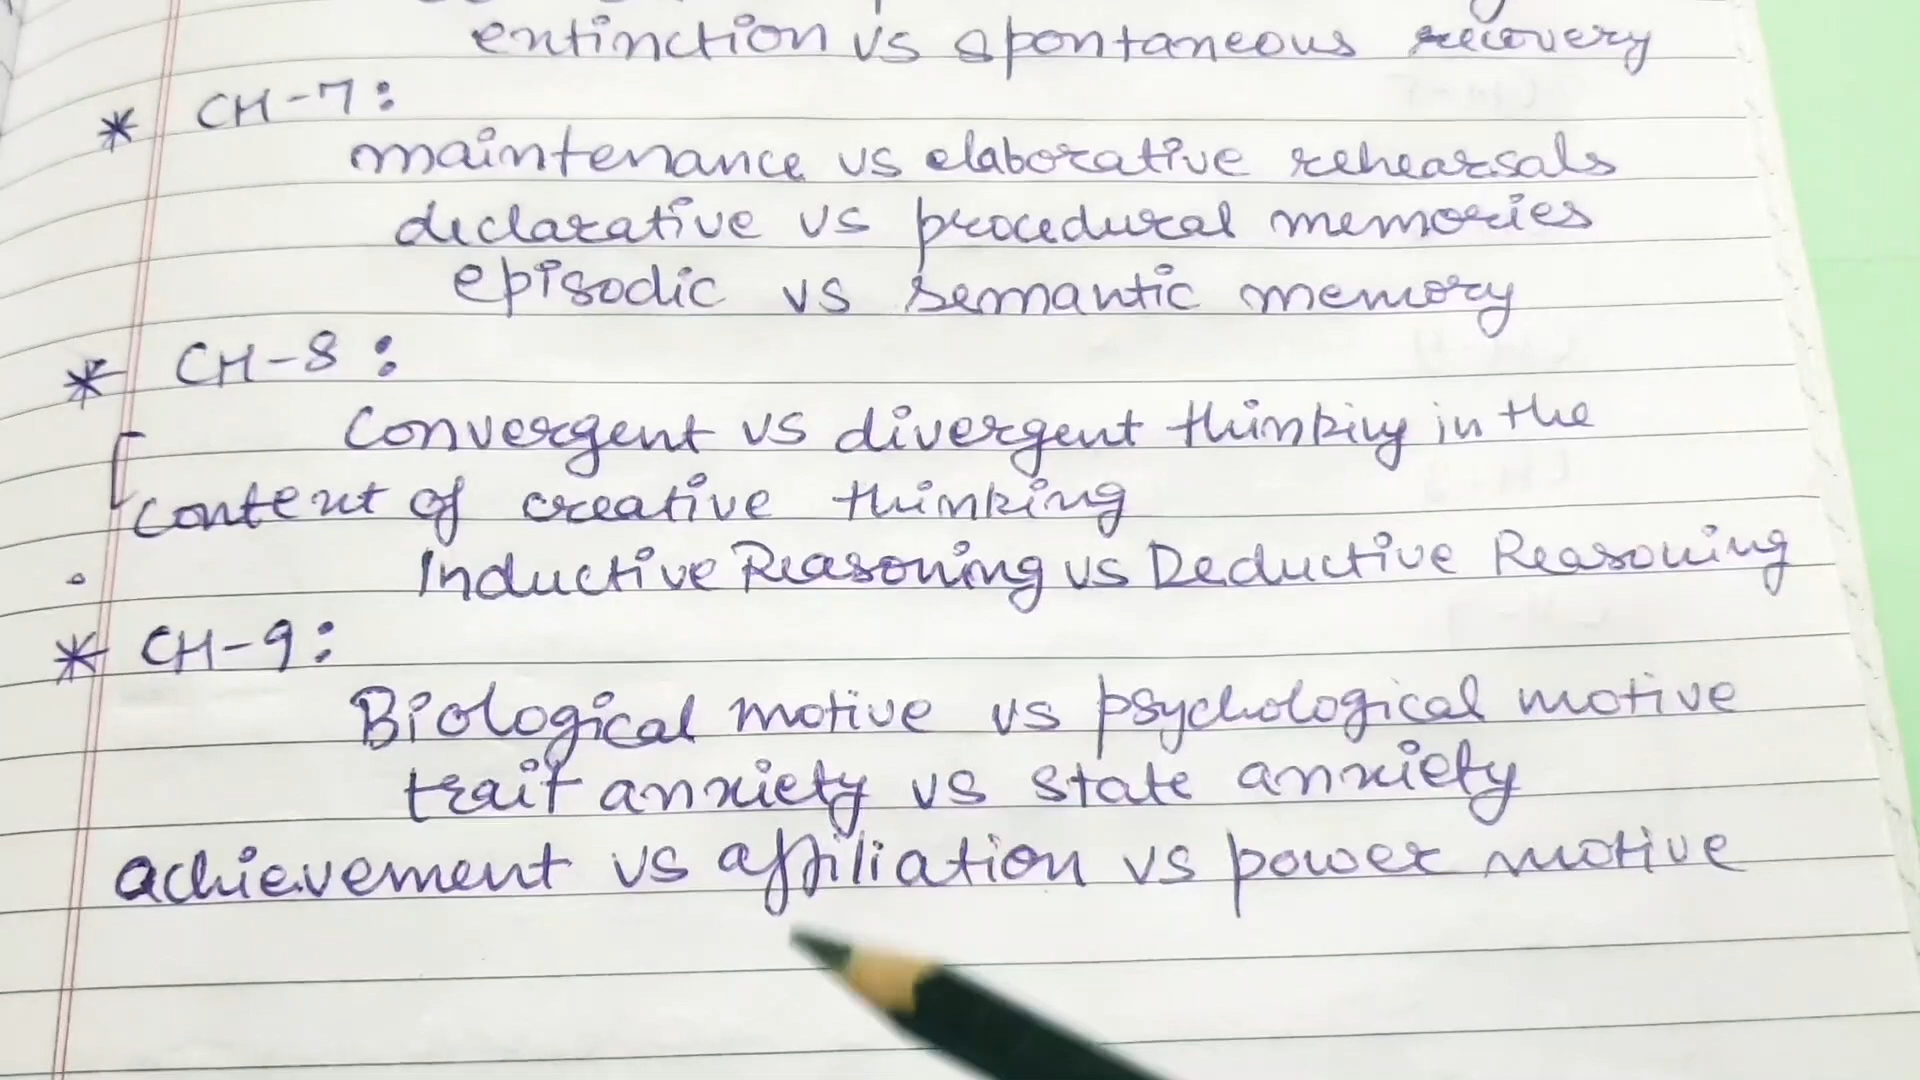 extinction vs spontaneous recovery
* CH-7:
maintenance vs elaborative rehearsals
declarative vs procedural memories
episodic vs semantic memory
* CH-8:
Convergent vs divergent thinking in the
content of creative thinking
Inductive Reasoning vs Deductive Reasoning
* CH-9:
Biological motive vs psychological motive
trait anxiety vs state anxiety
achievement vs affiliation vs power motive